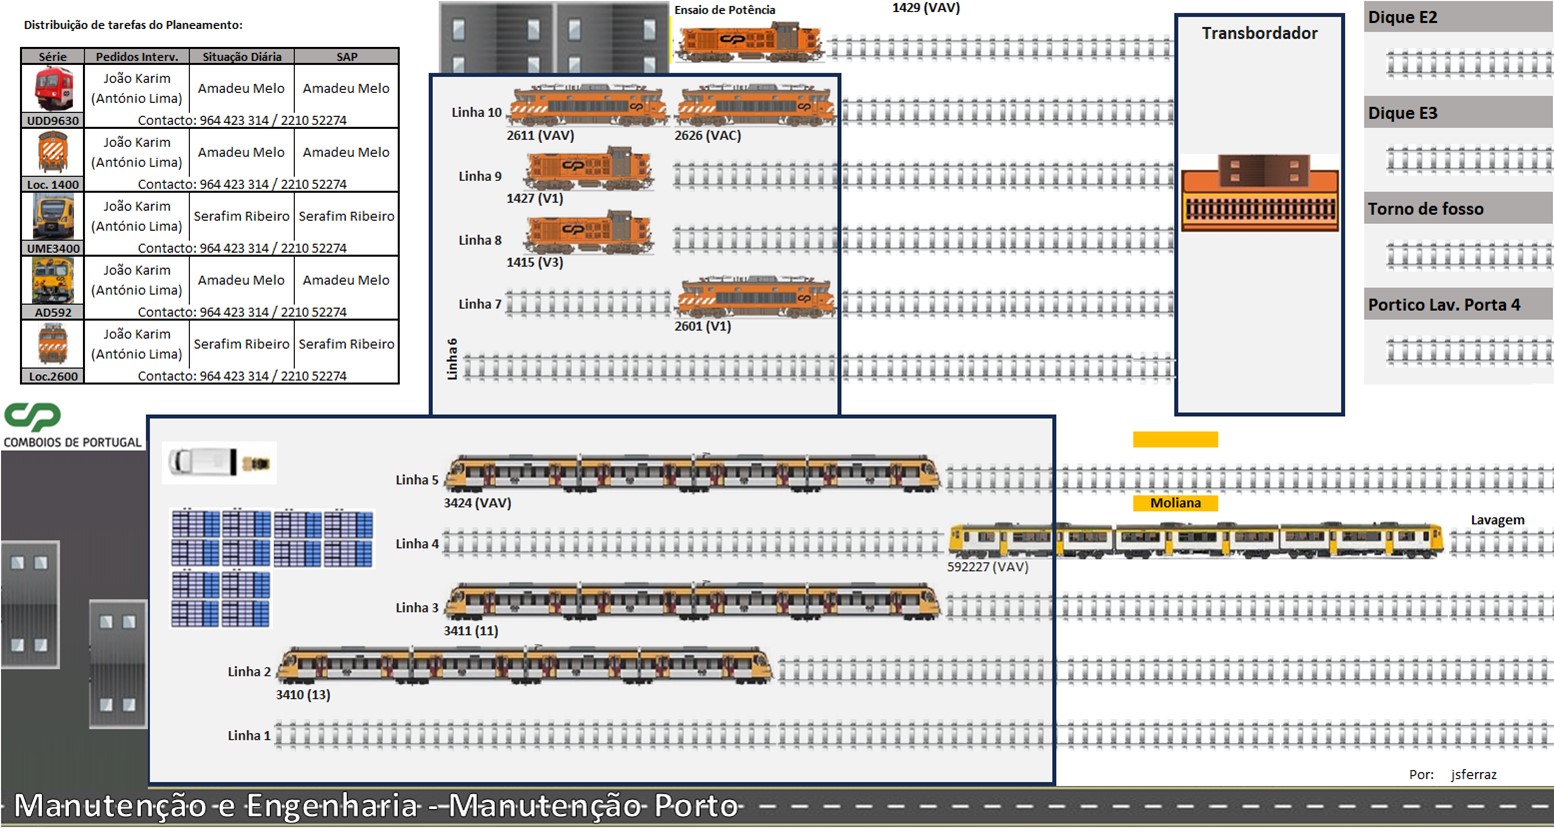 Distribuição de tarefas do Planeamento:
Série Pedidos Interv. Situação Diária SAP
João Karim
(António Lima) Amadeu Melo Amadeu Melo
UDD9630 Contacto: 964 423 314 / 2210 52274
João Karim
(António Lima) Amadeu Melo Amadeu Melo
Loc. 1400 Contacto: 964 423 314 / 2210 52274
João Karim
(António Lima) Serafim Ribeiro Serafim Ribeiro
UME3400 Contacto: 964 423 314 / 2210 52274
João Karim
(António Lima) Amadeu Melo Amadeu Melo
AD592 Contacto: 964 423 314 / 2210 52274
João Karim
(António Lima) Serafim Ribeiro Serafim Ribeiro
Loc.2600 Contacto: 964 423 314 / 2210 52274
CP
COMBOIOS DE PORTUGAL
Ensaio de Potência
1429 (VAV)
Linha 10
2611 (VAV) 2626 (VAC)
Linha 9
1427 (V1)
Linha 8
1415 (V3)
Linha 7
2601 (V1)
Linha 6
Transbordador
Dique E2
Dique E3
Torno de fosso
Portico Lav. Porta 4
Linha 5
3424 (VAV)
Moliana
Linha 4
Lavagem
592227 (VAV)
Linha 3
3411 (11)
Linha 2
3410 (13)
Linha 1
Por: jsferraz
Manutenção e Engenharia - Manutenção Porto